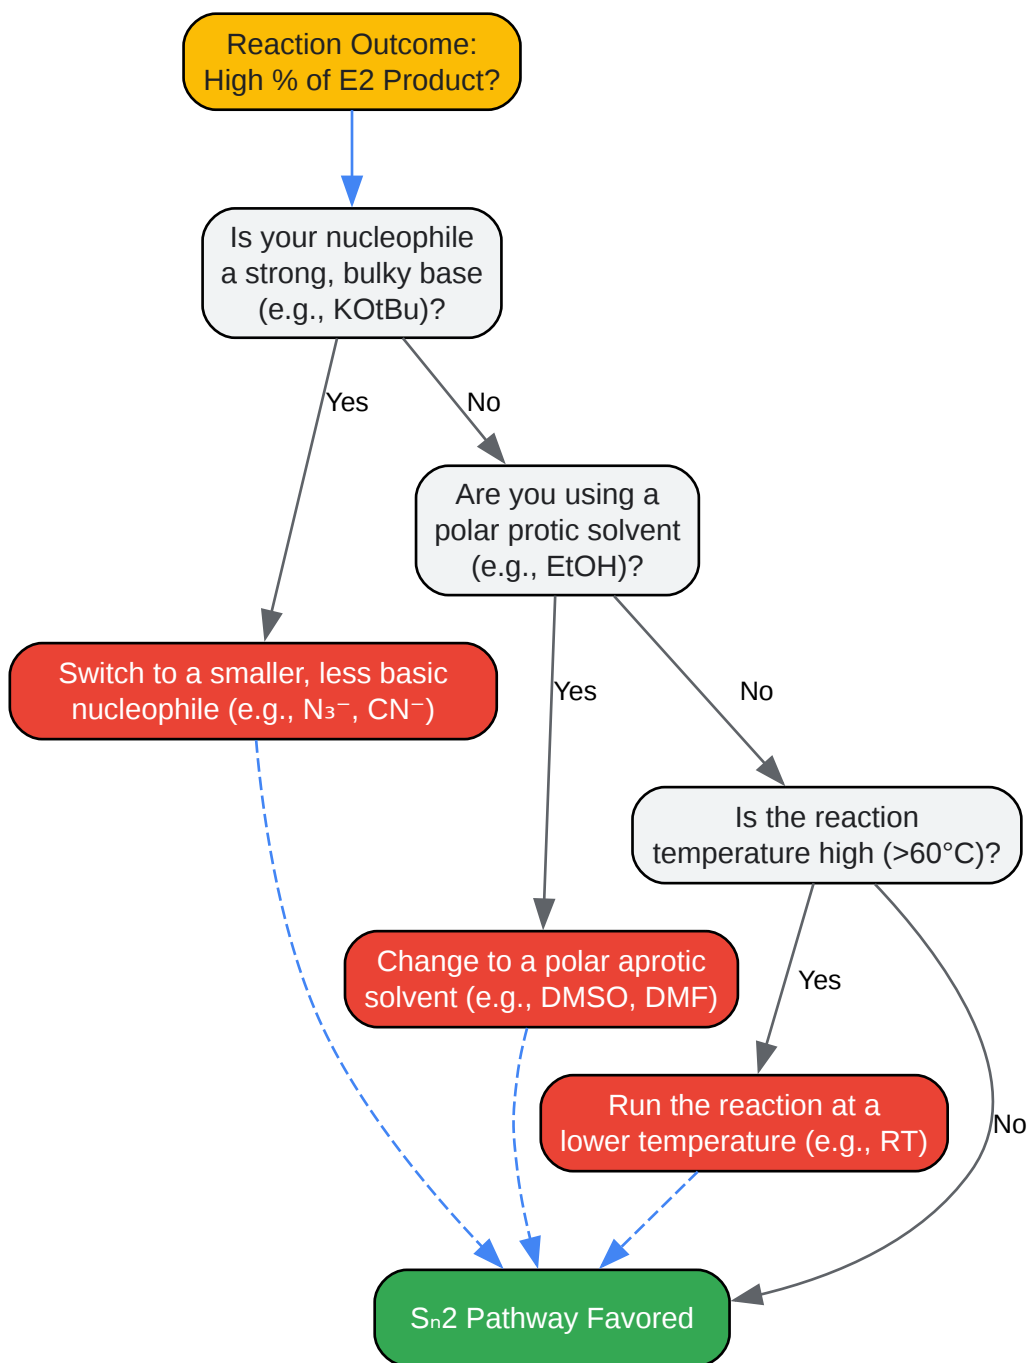 Reaction Outcome:
High % of E2 Product?
Is your nucleophile
a strong, bulky base
(e.g., KOtBu)?
Yes
No
Are you using a
polar protic solvent
(e.g., EtOH)?
Switch to a smaller, less basic
nucleophile (e.g., N₃⁻, CN⁻)
Yes
No
Is the reaction
temperature high (>60°C)?
Change to a polar aprotic
solvent (e.g., DMSO, DMF)
Yes
No
Run the reaction at a
lower temperature (e.g., RT)
Sₙ2 Pathway Favored